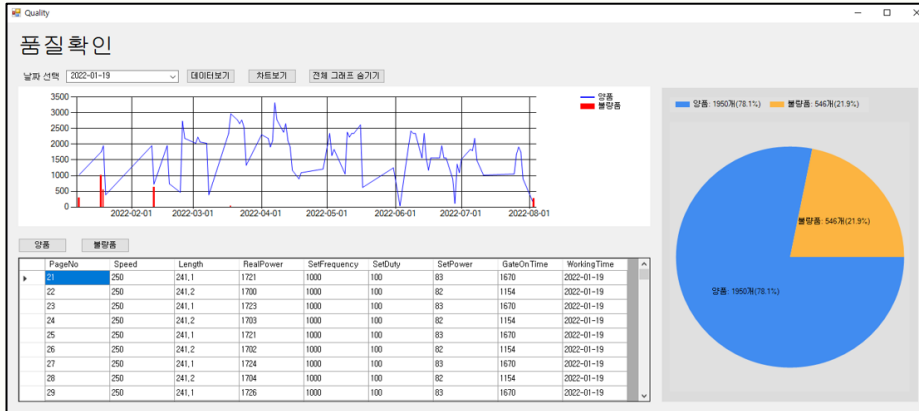 Quality
품질확인
날짜 선택 2022-01-19 데이터보기 차트보기 전체 그래프 숨기기
양품
불량품
3500
3000
2500
2000
1500
1000
500
0
2022-02-01 2022-03-01 2022-04-01 2022-05-01 2022-06-01 2022-07-01 2022-08-01
양품: 1950개(78.1%) 불량품: 546개(21.9%)
불량품: 546개(21.9%)
양품: 1950개(78.1%)
양품 불량품
PageNo Speed Length RealPower SetFrequency SetDuty SetPower GateOnTime WorkingTime
21 250 241,1 1721 1000 100 83 1670 2022-01-19
22 250 241,2 1700 1000 100 82 1154 2022-01-19
23 250 241,1 1723 1000 100 83 1670 2022-01-19
24 250 241,2 1703 1000 100 82 1154 2022-01-19
25 250 241,1 1721 1000 100 83 1670 2022-01-19
26 250 241,2 1702 1000 100 82 1154 2022-01-19
27 250 241,1 1724 1000 100 83 1670 2022-01-19
28 250 241,2 1704 1000 100 82 1154 2022-01-19
29 250 241,1 1726 1000 100 83 1670 2022-01-19